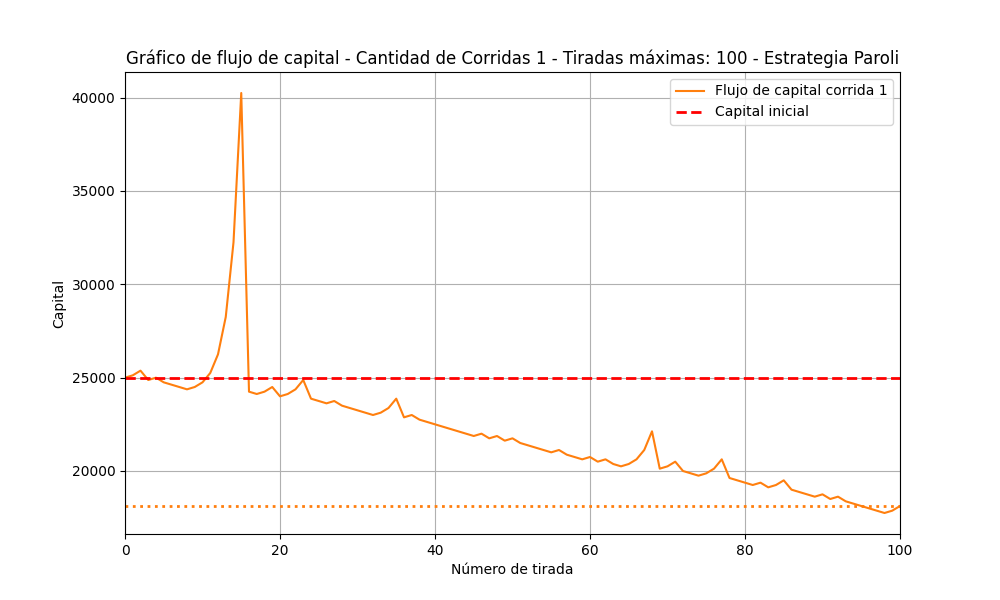 Gráfico de flujo de capital - Cantidad de Corridas 1 - Tiradas máximas: 100 - Estrategia Paroli
Flujo de capital corrida 1
Capital inicial
40000
35000
30000
25000
20000
Capital
0
20
40
60
80
100
Número de tirada